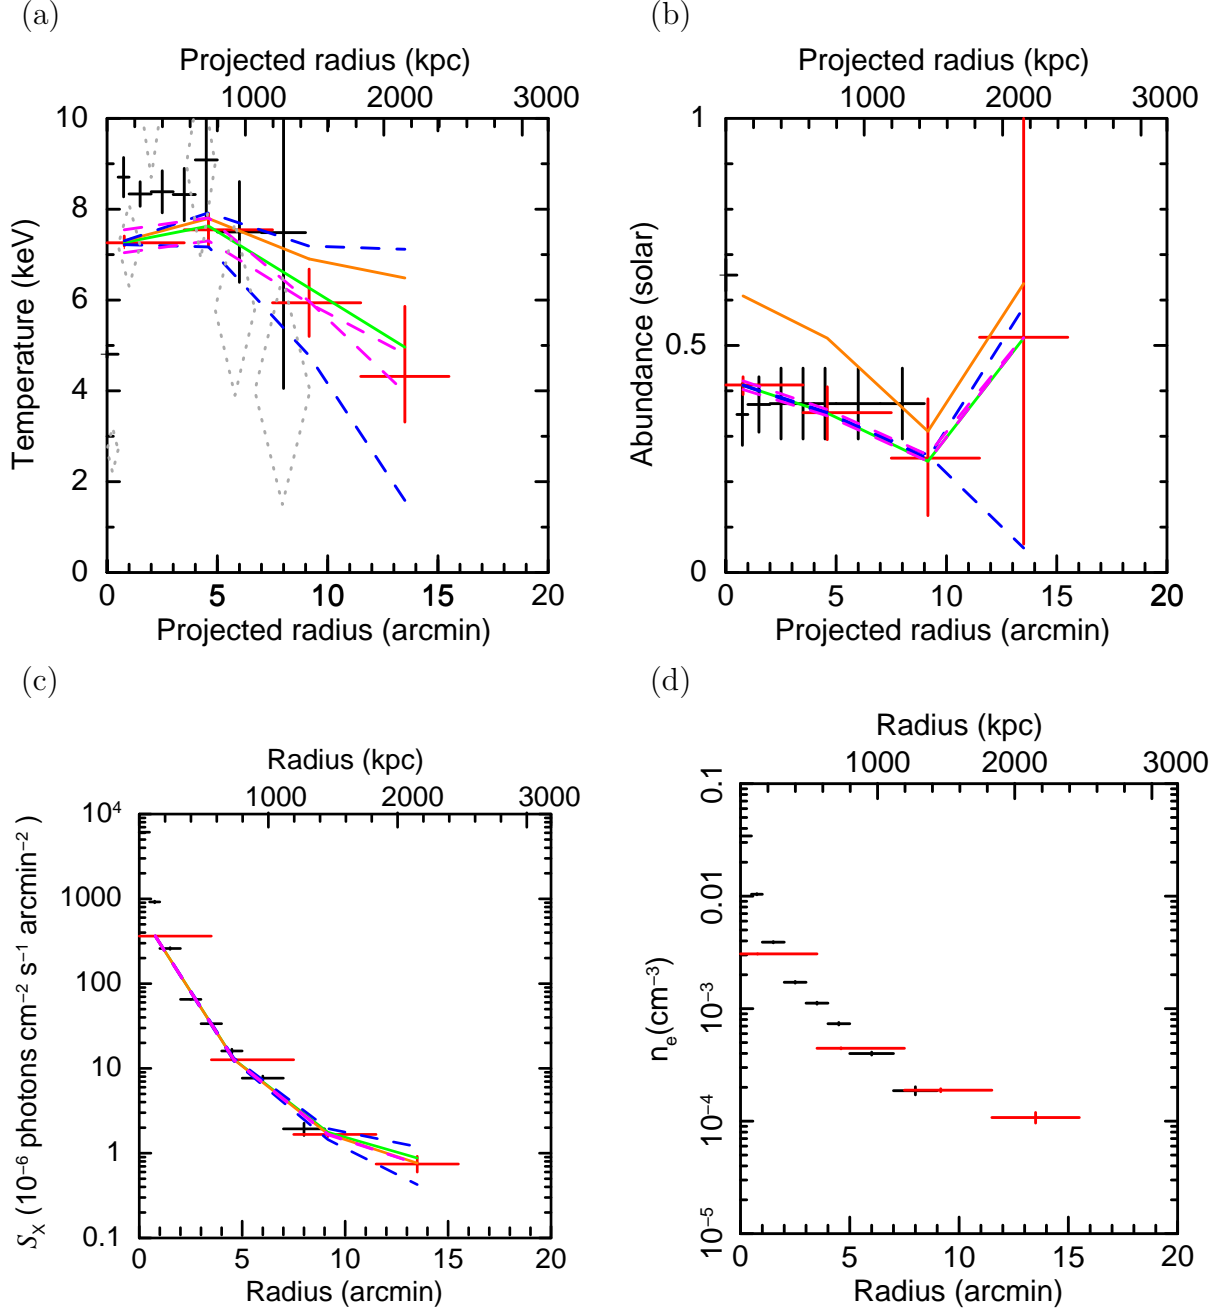 (a)
Projected radius (kpc)
1000 2000 3000
10
8
6
4
2
0
Temperature (keV)
0 5 10 15 20
Projected radius (arcmin)
(b)
Projected radius (kpc)
1000 2000 3000
1
0.5
0
Abundance (solar)
0 5 10 15 20
Projected radius (arcmin)
(c)
Radius (kpc)
1000 2000 3000
10⁴
1000
100
10
1
0.1
S_X (10⁻⁶ photons cm⁻² s⁻¹ arcmin⁻²)
0 5 10 15 20
Radius (arcmin)
(d)
Radius (kpc)
1000 2000 3000
0.1
0.01
10⁻³
10⁻⁴
10⁻⁵
n_e(cm⁻³)
0 5 10 15 20
Radius (arcmin)